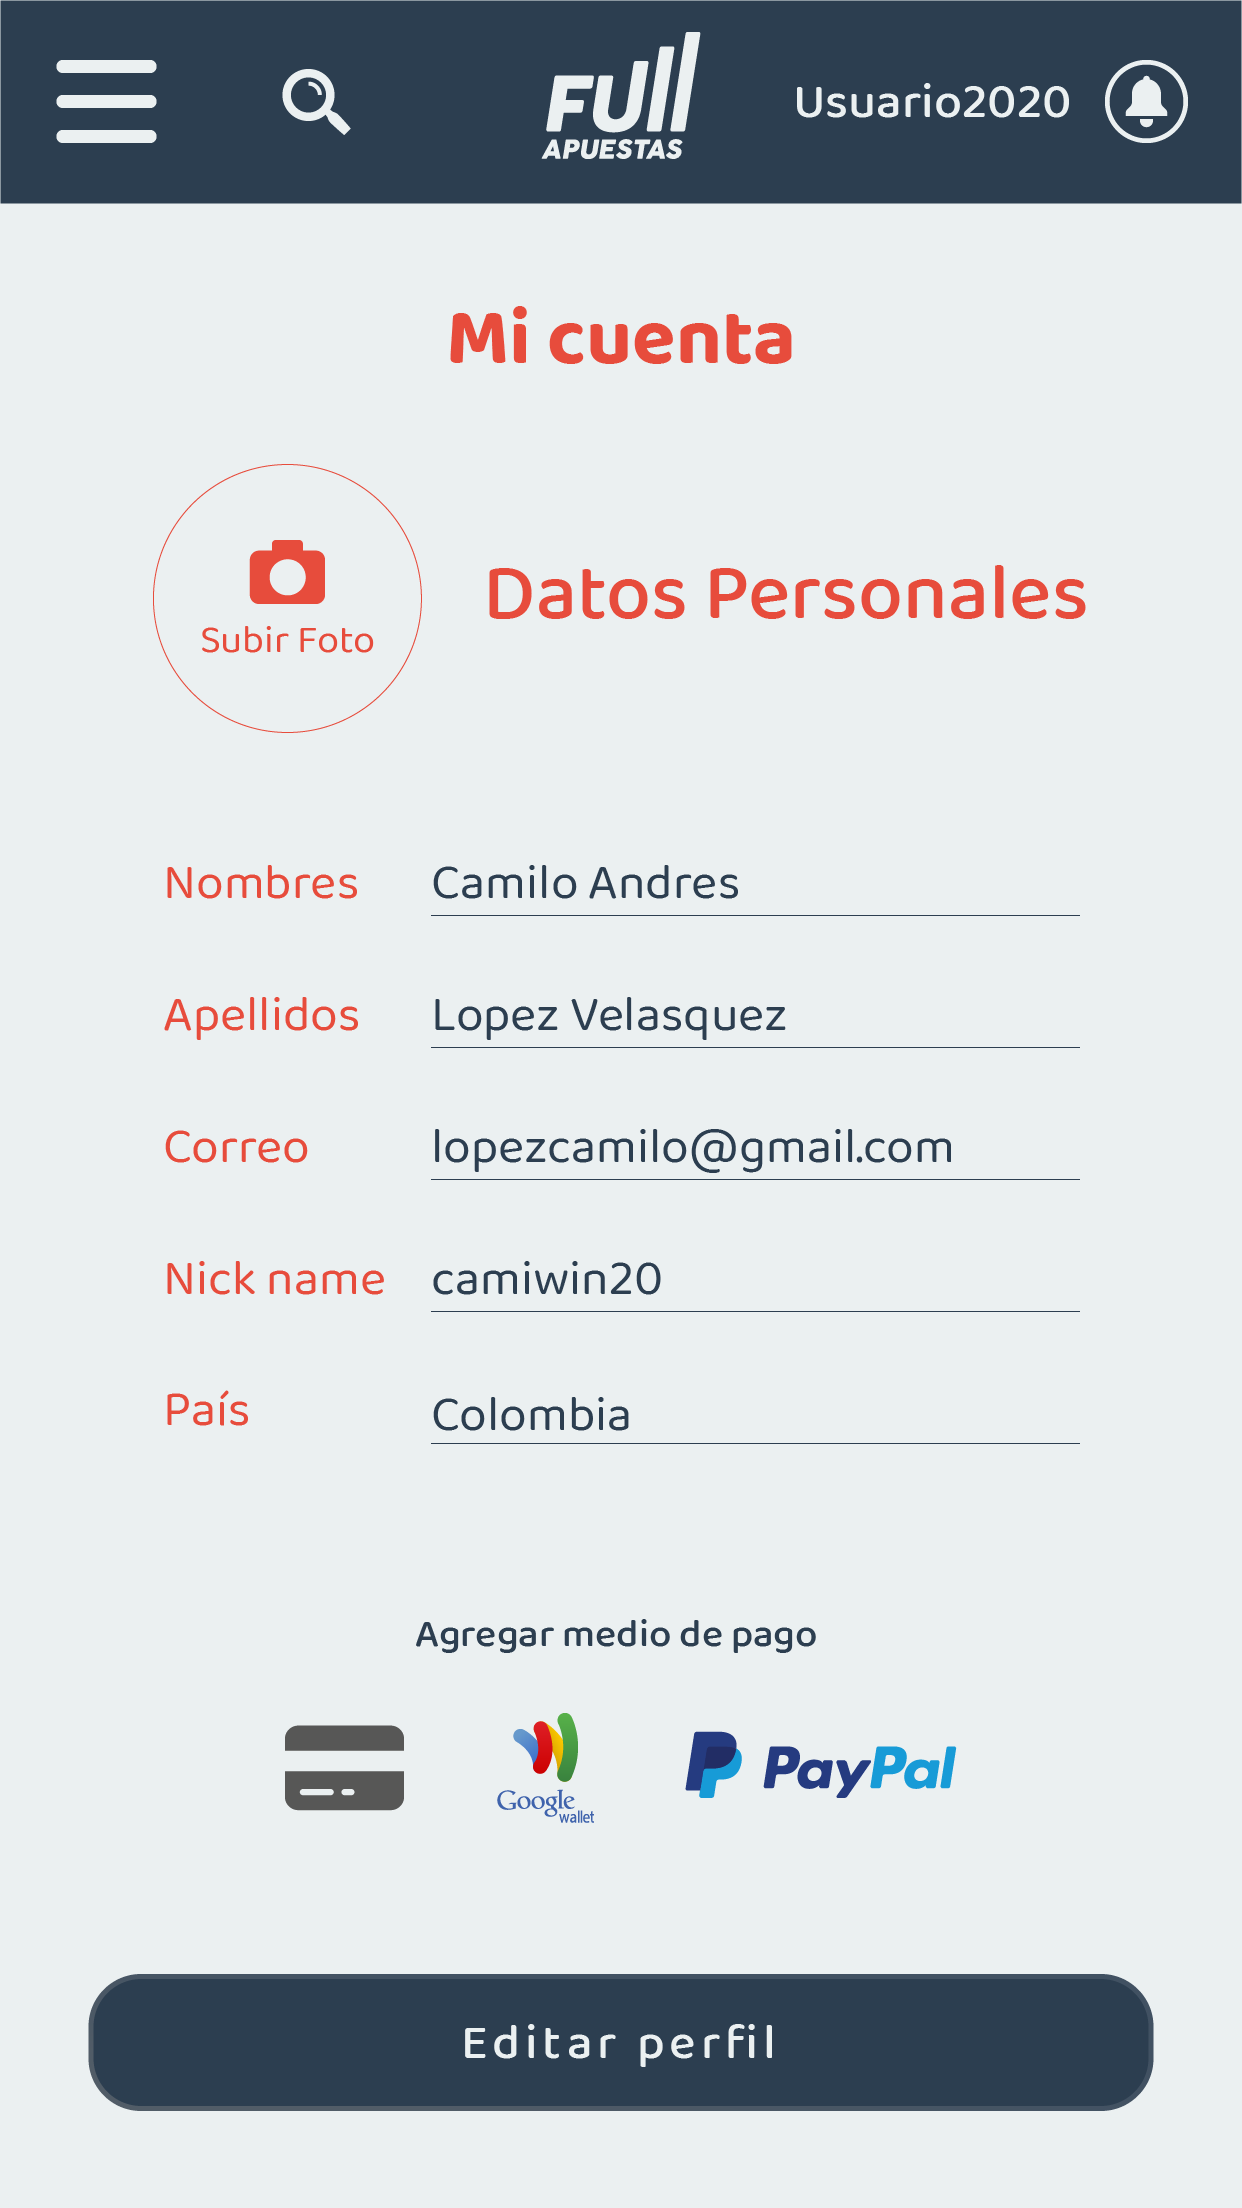 FUll
APUESTAS
Usuario2020
Mi cuenta
Subir Foto
Datos Personales
Nombres Camilo Andres
Apellidos Lopez Velasquez
Correo lopezcamilo@gmail.com
Nick name camiwin20
País Colombia
Agregar medio de pago
Google
wallet
PayPal
Editar perfil